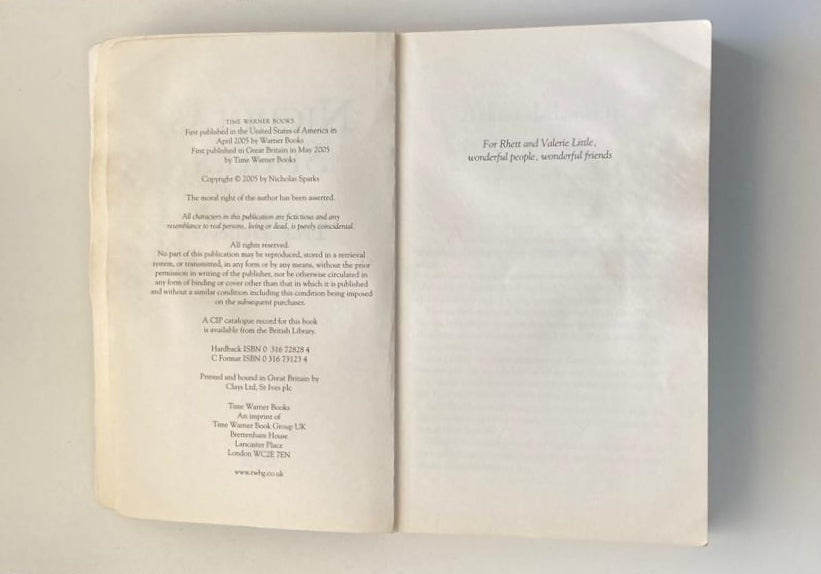 TIME WARNER BOOKS
First published in the United States of America in
April 2005 by Warner Books
First published in Great Britain in May 2005
by Time Warner Books
Copyright © 2005 by Nicholas Sparks
The moral right of the author has been asserted.
All characters in this publication are fictitious and any
resemblance to real persons, living or dead, is purely coincidental.
All rights reserved.
No part of this publication may be reproduced, stored in a retrieval
system, or transmitted, in any form or by any means, without the prior
permission in writing of the publisher, nor be otherwise circulated in
any form of binding or cover other than that in which it is published
and without a similar condition including this condition being imposed
on the subsequent purchaser.
A CIP catalogue record for this book
is available from the British Library.
Hardback ISBN 0 316 72828 4
C Format ISBN 0 316 73123 4
Printed and bound in Great Britain by
Clays Ltd, St Ives plc
Time Warner Books
An imprint of
Time Warner Book Group UK
Brettenham House
Lancaster Place
London WC2E 7EN
www.twbg.co.uk
For Rhett and Valerie Little,
wonderful people, wonderful friends